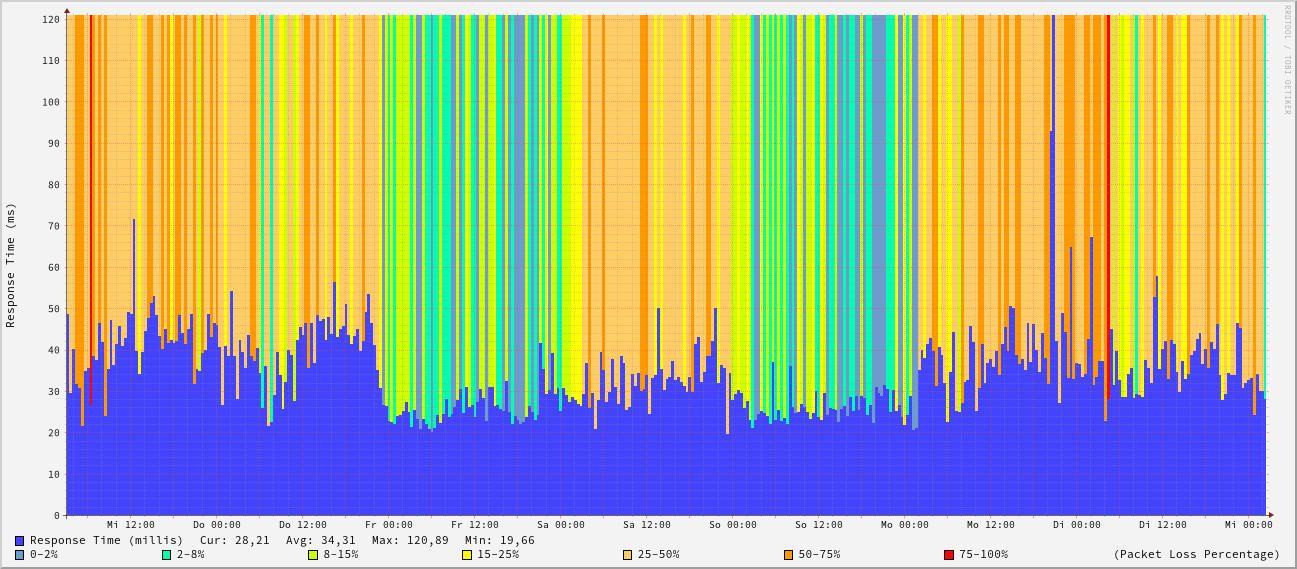 RRDTOOL / TOBI OETIKER
Response Time (ms)
120
110
100
90
80
70
60
50
40
30
20
10
0
Mi 12:00 Do 00:00 Do 12:00 Fr 00:00 Fr 12:00 Sa 00:00 Sa 12:00 So 00:00 So 12:00 Mo 00:00 Mo 12:00 Di 00:00 Di 12:00 Mi 00:00
Response Time (millis) Cur: 28,21 Avg: 34,31 Max: 120,89 Min: 19,66
0-2% 2-8% 8-15% 15-25% 25-50% 50-75% 75-100% (Packet Loss Percentage)